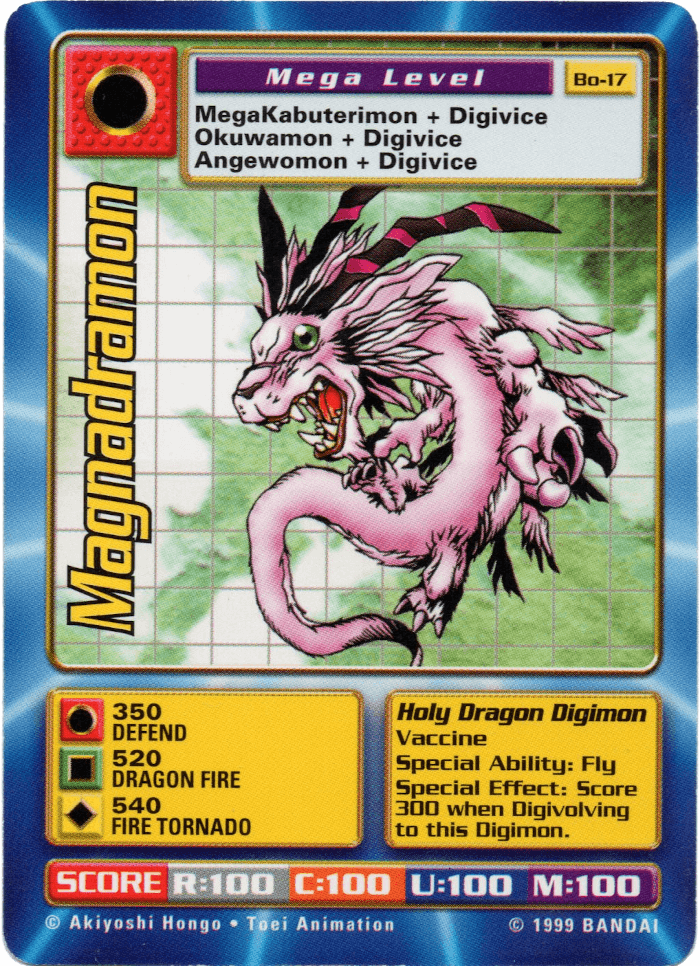 Mega Level
Bo-17
MegaKabuterimon + Digivice
Okuwamon + Digivice
Angewomon + Digivice
Magnadramon
350
DEFEND
520
DRAGON FIRE
540
FIRE TORNADO
Holy Dragon Digimon
Vaccine
Special Ability: Fly
Special Effect: Score
300 when Digivolving
to this Digimon.
SCORE R:100 C:100 U:100 M:100
© Akiyoshi Hongo • Toei Animation © 1999 BANDAI